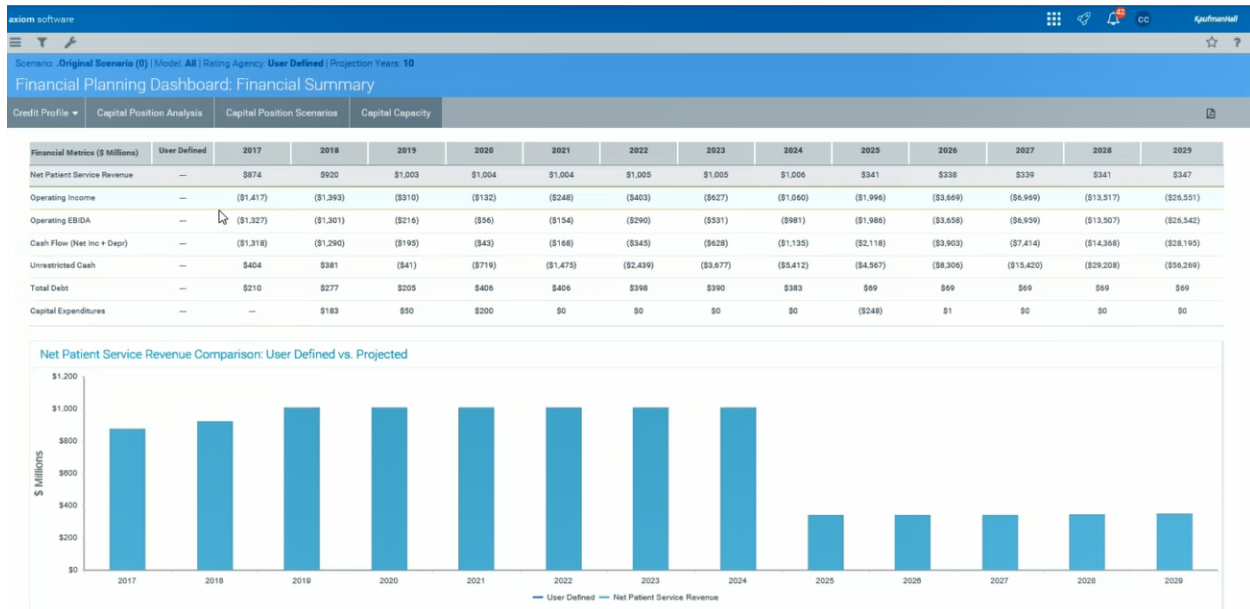 axiom software
42
CC
KaufmanHall
?
Scenario: .Original Scenario (0) | Model: All | Rating Agency: User Defined | Projection Years: 10
Financial Planning Dashboard: Financial Summary
Credit Profile Capital Position Analysis Capital Position Scenarios Capital Capacity
Financial Metrics ($ Millions) User Defined 2017 2018 2019 2020 2021 2022 2023 2024 2025 2026 2027 2028 2029
Net Patient Service Revenue — $874 $920 $1,003 $1,004 $1,004 $1,005 $1,005 $1,006 $341 $338 $339 $341 $347
Operating Income — ($1,417) ($1,393) ($310) ($132) ($248) ($403) ($627) ($1,060) ($1,996) ($3,669) ($6,969) ($13,517) ($26,551)
Operating EBIDA — ($1,327) ($1,301) ($216) ($56) ($154) ($290) ($531) ($981) ($1,986) ($3,658) ($6,959) ($13,507) ($26,542)
Cash Flow (Net Inc + Depr) — ($1,318) ($1,290) ($195) ($43) ($168) ($345) ($628) ($1,135) ($2,118) ($3,903) ($7,414) ($14,368) ($28,195)
Unrestricted Cash — $404 $381 ($41) ($719) ($1,475) ($2,439) ($3,677) ($5,412) ($4,567) ($8,306) ($15,420) ($29,208) ($56,269)
Total Debt — $210 $277 $205 $406 $406 $398 $390 $383 $69 $69 $69 $69 $69
Capital Expenditures — — $183 $50 $200 $0 $0 $0 $0 ($248) $1 $0 $0 $0
Net Patient Service Revenue Comparison: User Defined vs. Projected
$ Millions
$1,200
$1,000
$800
$600
$400
$200
$0
2017 2018 2019 2020 2021 2022 2023 2024 2025 2026 2027 2028 2029
User Defined Net Patient Service Revenue